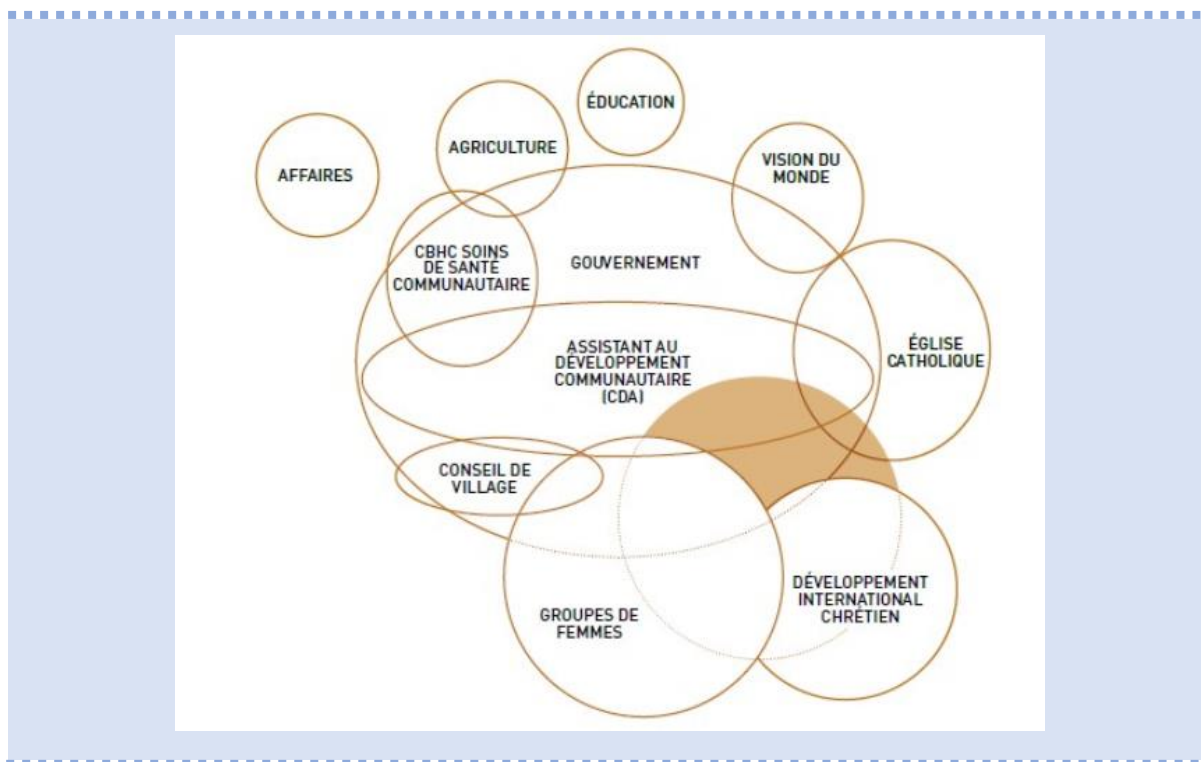 ÉDUCATION
AGRICULTURE
AFFAIRES
VISION DU
MONDE
CBHC SOINS
DE SANTÉ
COMMUNAUTAIRE
GOUVERNEMENT
ÉGLISE
CATHOLIQUE
ASSISTANT AU
DÉVELOPPEMENT
COMMUNAUTAIRE
(CDA)
CONSEIL DE
VILLAGE
DÉVELOPPEMENT
INTERNATIONAL
CHRÉTIEN
GROUPES DE
FEMMES